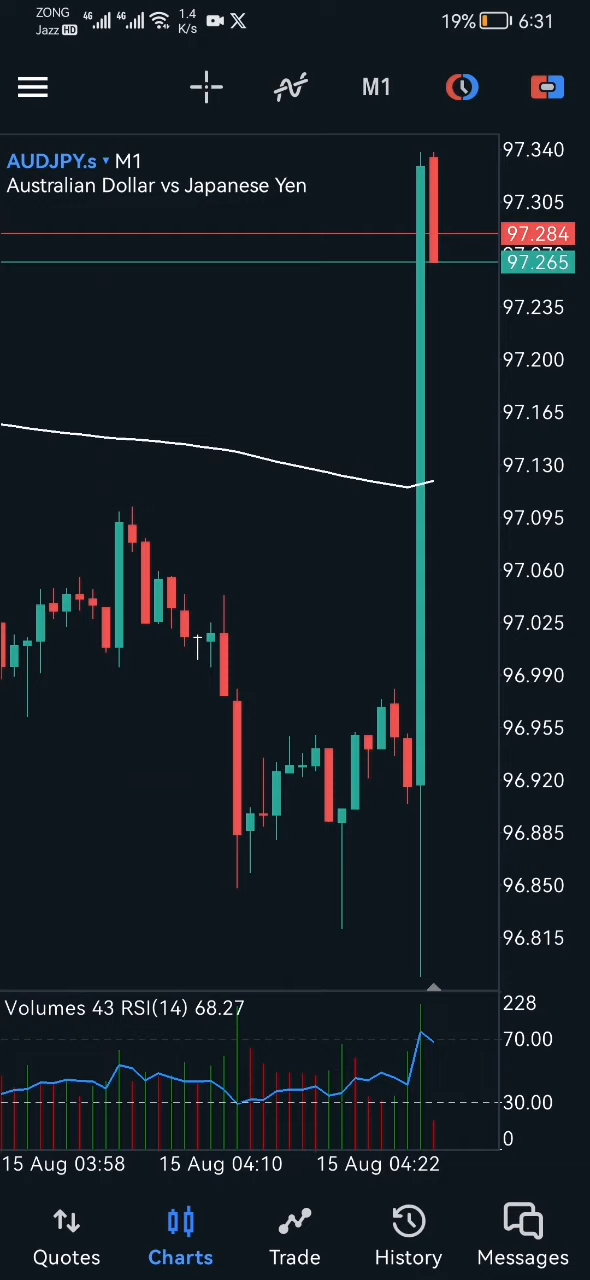 ZONG
Jazz HD
4G 4G 1.4 K/s X 19% 6:31
M1
AUDJPY.s ▾ M1
Australian Dollar vs Japanese Yen
97.340
97.305
97.284
97.265
97.235
97.200
97.165
97.130
97.095
97.060
97.025
96.990
96.955
96.920
96.885
96.850
96.815
Volumes 43 RSI(14) 68.27
228
70.00
30.00
0
15 Aug 03:58 15 Aug 04:10 15 Aug 04:22
Quotes Charts Trade History Messages